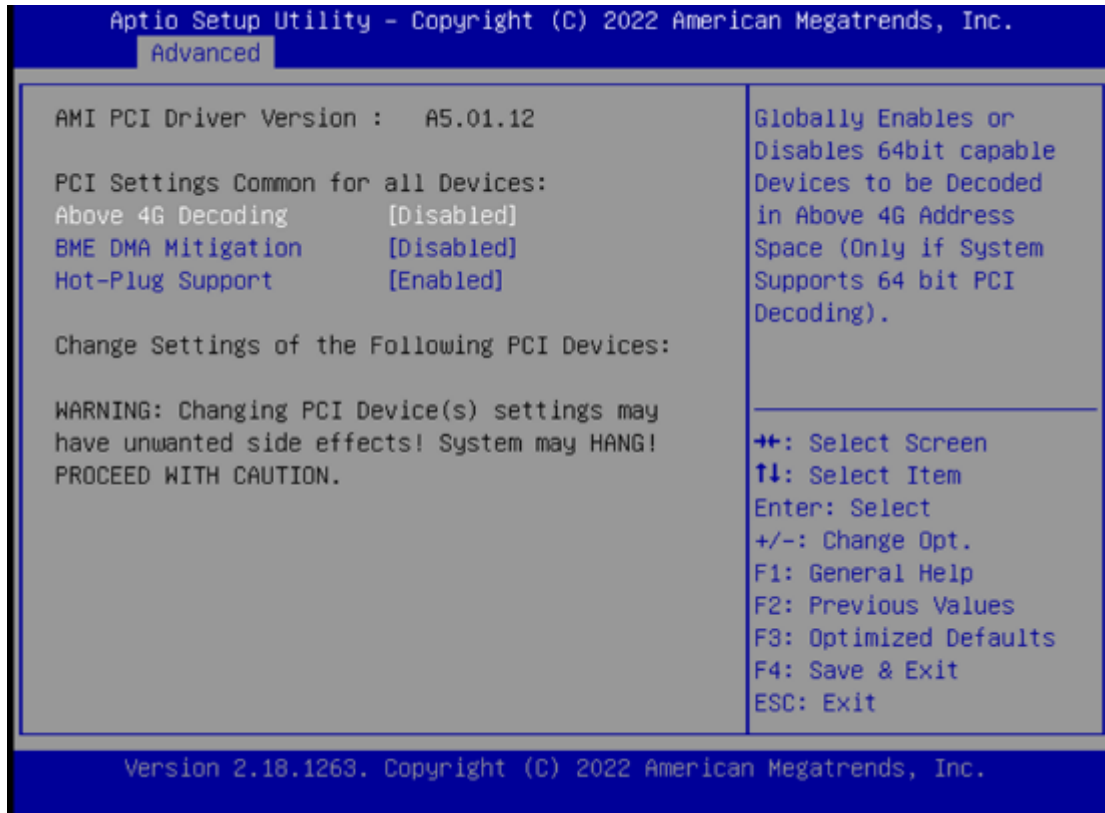 Aptio Setup Utility – Copyright (C) 2022 American Megatrends, Inc.
Advanced
AMI PCI Driver Version :   A5.01.12
PCI Settings Common for all Devices:
Above 4G Decoding          [Disabled]
BME DMA Mitigation         [Disabled]
Hot-Plug Support           [Enabled]
Change Settings of the Following PCI Devices:
WARNING: Changing PCI Device(s) settings may
have unwanted side effects! System may HANG!
PROCEED WITH CAUTION.
Globally Enables or
Disables 64bit capable
Devices to be Decoded
in Above 4G Address
Space (Only if System
Supports 64 bit PCI
Decoding).
→←: Select Screen
↑↓: Select Item
Enter: Select
+/-: Change Opt.
F1: General Help
F2: Previous Values
F3: Optimized Defaults
F4: Save & Exit
ESC: Exit
Version 2.18.1263. Copyright (C) 2022 American Megatrends, Inc.